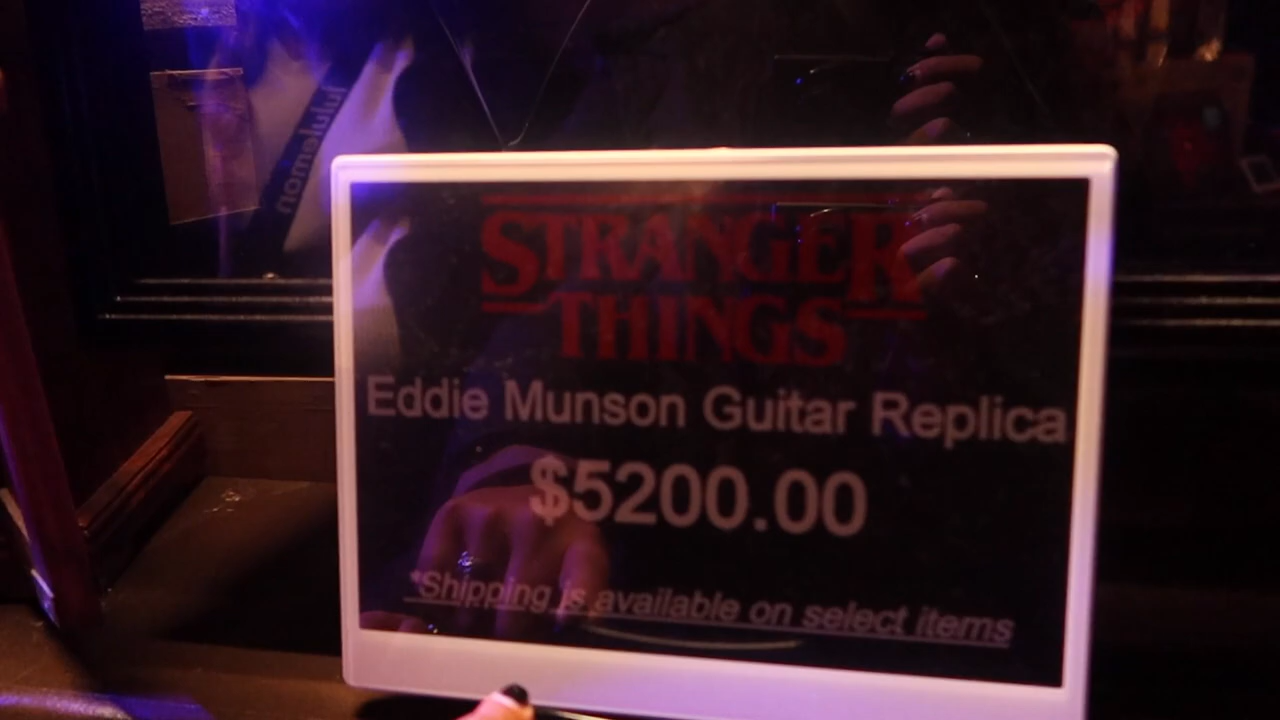 STRANGER
THINGS
Eddie Munson Guitar Replica
$5200.00
*Shipping is available on select items